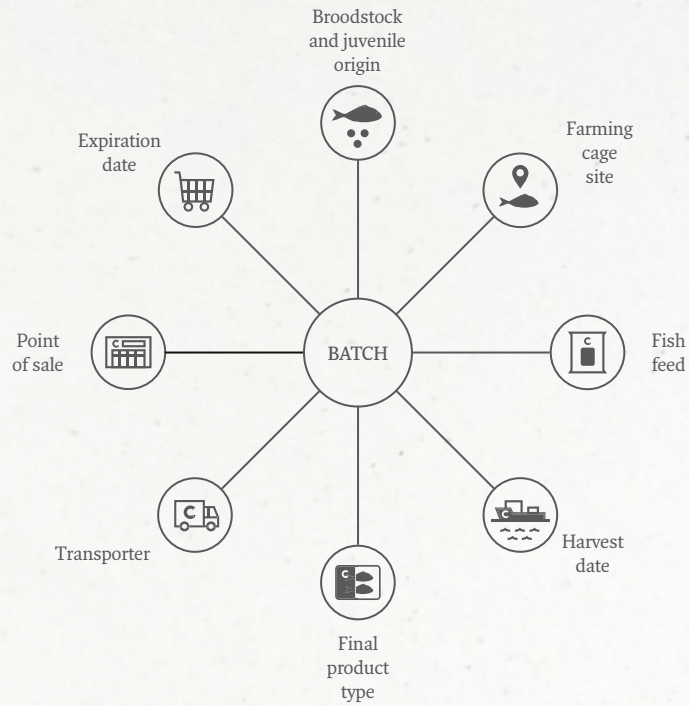 Broodstock
and juvenile
origin
Expiration
date
Farming
cage
site
Point
of sale
C
BATCH
C
Fish
feed
C
Transporter
C
Harvest
date
C
Final
product
type